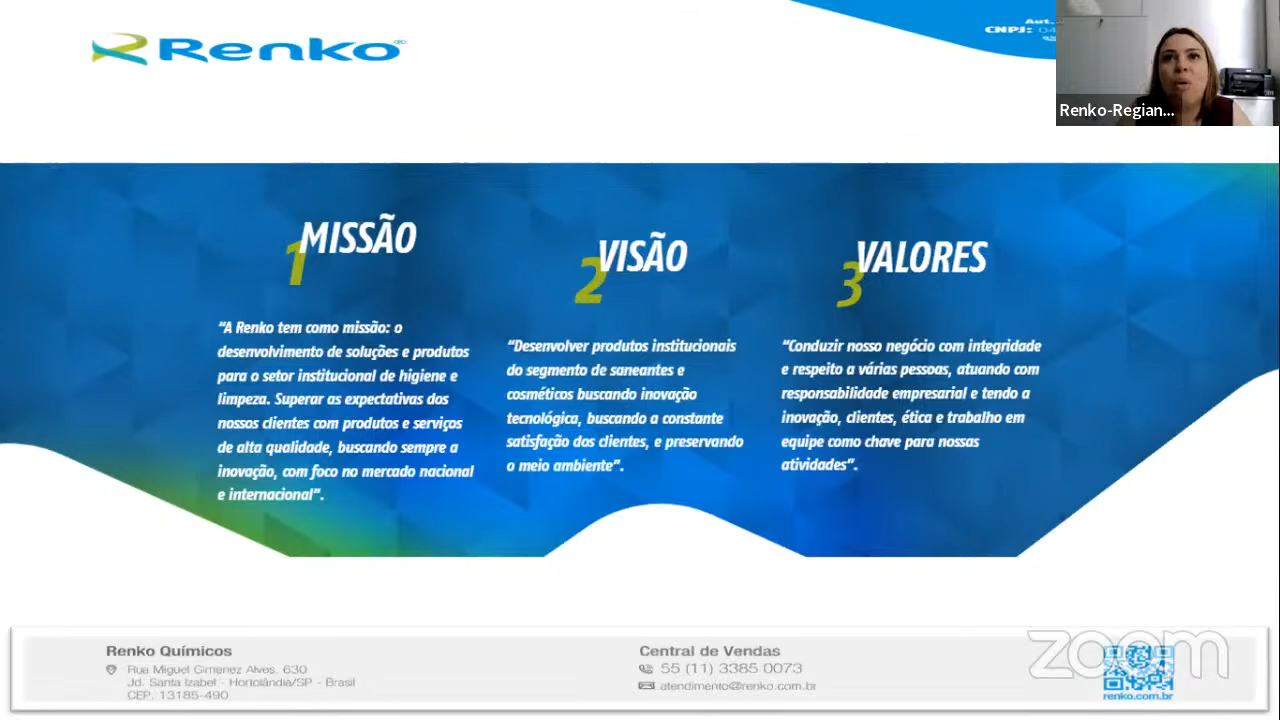 Renko®
Aut.
CNPJ: 04
Renko-Regian...
1 MISSÃO
“A Renko tem como missão: o
desenvolvimento de soluções e produtos
para o setor institucional de higiene e
limpeza. Superar as expectativas dos
nossos clientes com produtos e serviços
de alta qualidade, buscando sempre a
inovação, com foco no mercado nacional
e internacional”.
2 VISÃO
“Desenvolver produtos institucionais
do segmento de saneantes e
cosméticos buscando inovação
tecnológica, buscando a constante
satisfação dos clientes, e preservando
o meio ambiente”.
3 VALORES
“Conduzir nosso negócio com integridade
e respeito a várias pessoas, atuando com
responsabilidade empresarial e tendo a
inovação, clientes, ética e trabalho em
equipe como chave para nossas
atividades”.
Renko Químicos
Rua Miguel Gimenez Alves, 630
Jd. Santa Izabel - Hortolândia/SP - Brasil
CEP. 13185-490
Central de Vendas
55 (11) 3385 0073
atendimento@renko.com.br
zoom
renko.com.br